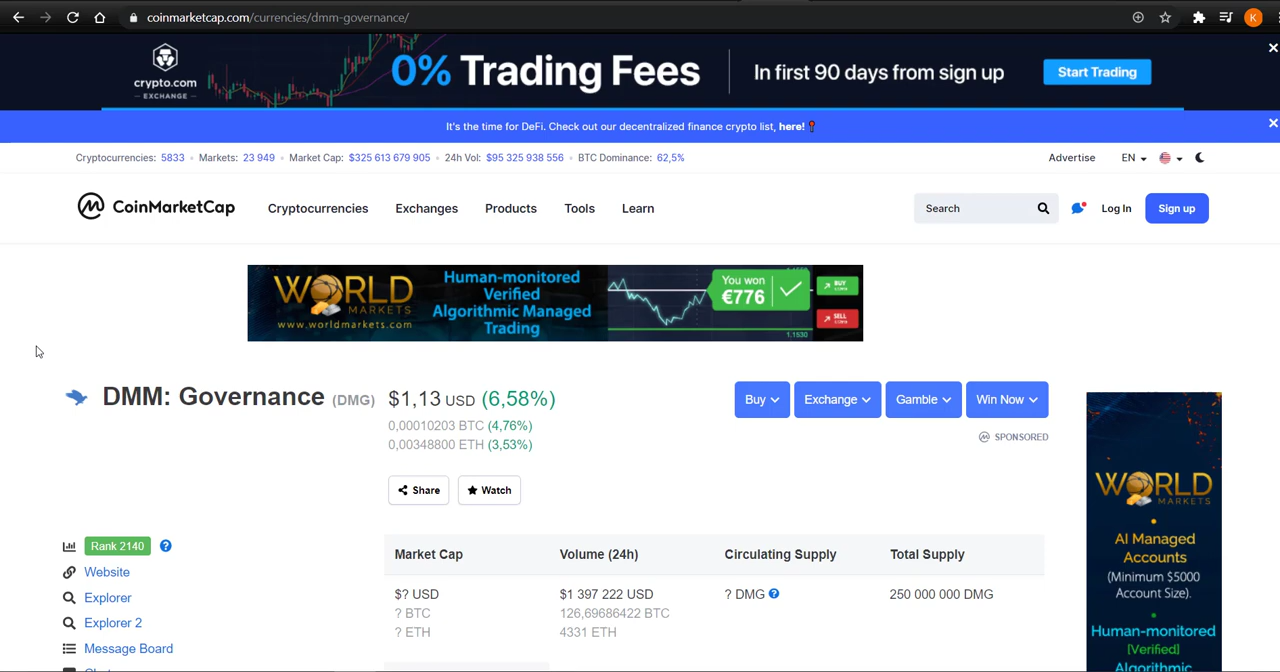 coinmarketcap.com/currencies/dmm-governance/
K
crypto.com
EXCHANGE
0% Trading Fees
In first 90 days from sign up
Start Trading
It's the time for DeFi. Check out our decentralized finance crypto list, here!
Cryptocurrencies: 5833 • Markets: 23 949 • Market Cap: $325 613 679 905 • 24h Vol: $95 325 938 556 • BTC Dominance: 62,5%
Advertise
EN
CoinMarketCap
Cryptocurrencies
Exchanges
Products
Tools
Learn
Search
Log In
Sign up
WORLD
MARKETS
www.worldmarkets.com
Human-monitored
Verified
Algorithmic Managed
Trading
You won
€776
BUY
SELL
1.1530
DMM: Governance (DMG)
$1,13 USD (6,58%)
0,00010203 BTC (4,76%)
0,00348800 ETH (3,53%)
Buy
Exchange
Gamble
Win Now
SPONSORED
Share
Watch
Rank 2140
Website
Explorer
Explorer 2
Message Board
Market Cap
Volume (24h)
Circulating Supply
Total Supply
$? USD
$1 397 222 USD
? DMG
250 000 000 DMG
? BTC
126,69686422 BTC
? ETH
4331 ETH
WORLD
MARKETS
AI Managed
Accounts
(Minimum $5000
Account Size).
Human-monitored
[Verified]
Algorithmic